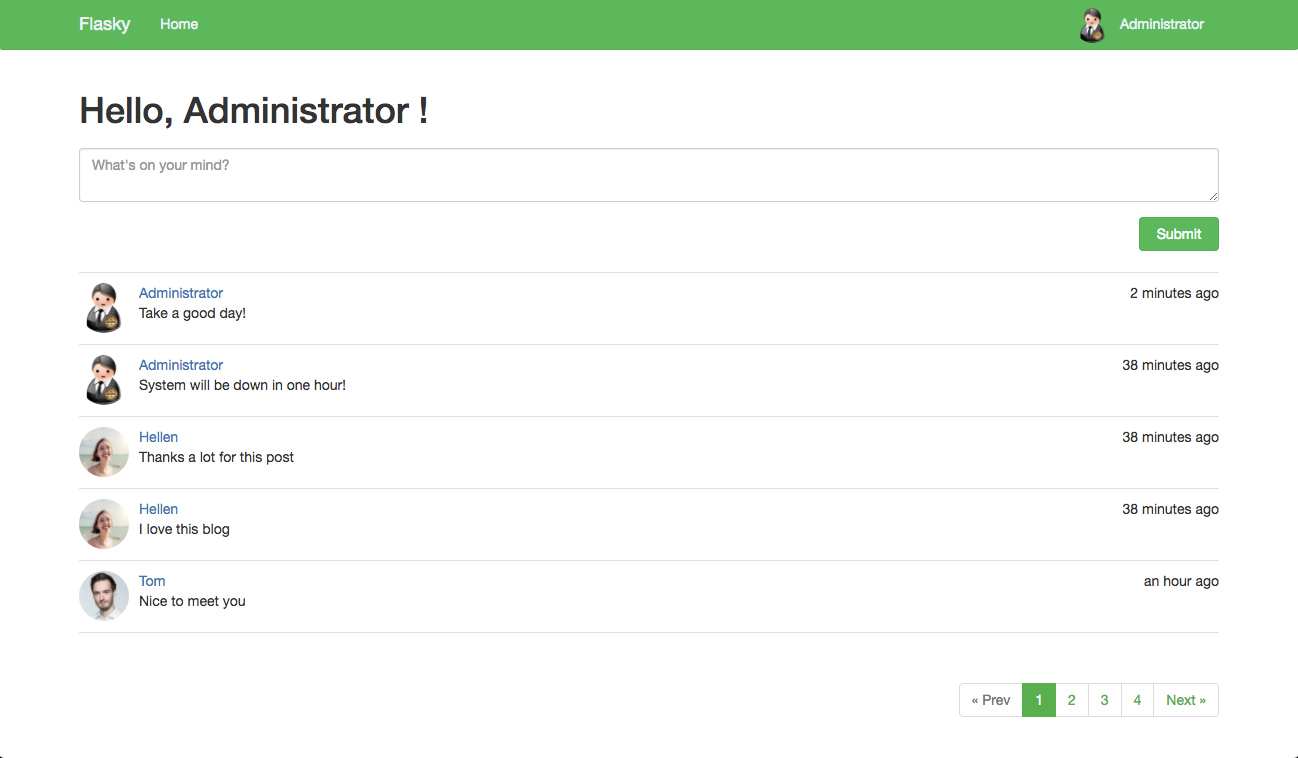 Flasky Home Administrator
Hello, Administrator !
What's on your mind?
Submit
Administrator 2 minutes ago
Take a good day!
Administrator 38 minutes ago
System will be down in one hour!
Hellen 38 minutes ago
Thanks a lot for this post
Hellen 38 minutes ago
I love this blog
Tom an hour ago
Nice to meet you
« Prev 1 2 3 4 Next »